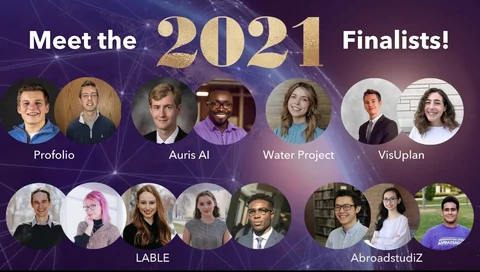 Meet the 2021 Finalists!
Profolio
Auris AI
Water Project
VisUplan
LABLE
AbroadstudiZ